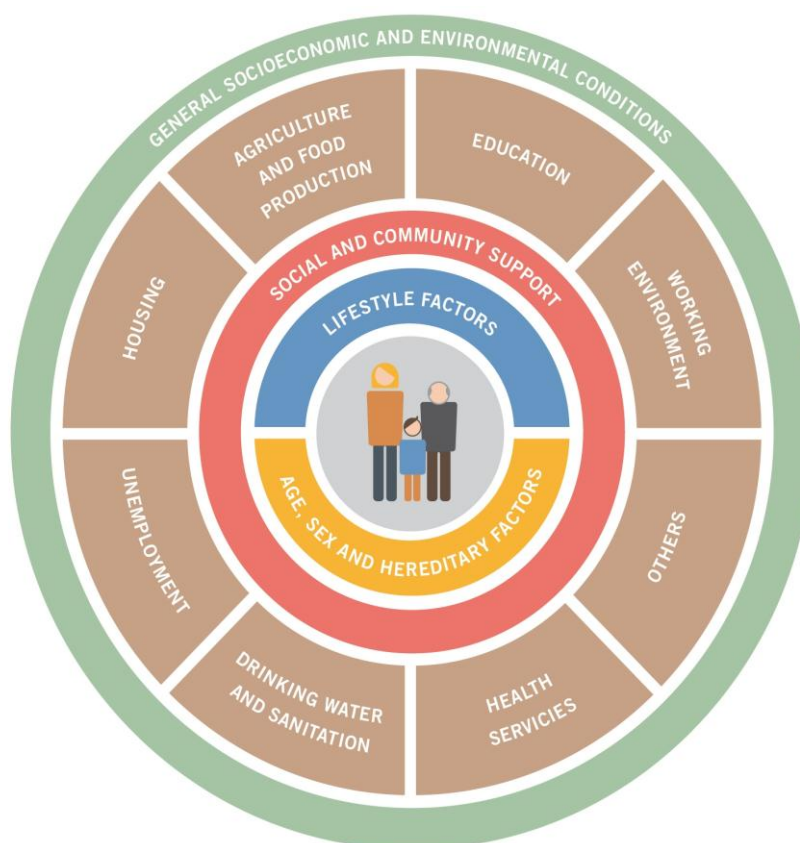 GENERAL SOCIOECONOMIC AND ENVIRONMENTAL CONDITIONS
AGRICULTURE
AND FOOD
PRODUCTION
EDUCATION
WORKING
ENVIRONMENT
OTHERS
HEALTH
SERVICIES
DRINKING WATER
AND SANITATION
UNEMPLOYMENT
HOUSING
SOCIAL AND COMMUNITY SUPPORT
LIFESTYLE FACTORS
AGE, SEX AND HEREDITARY FACTORS